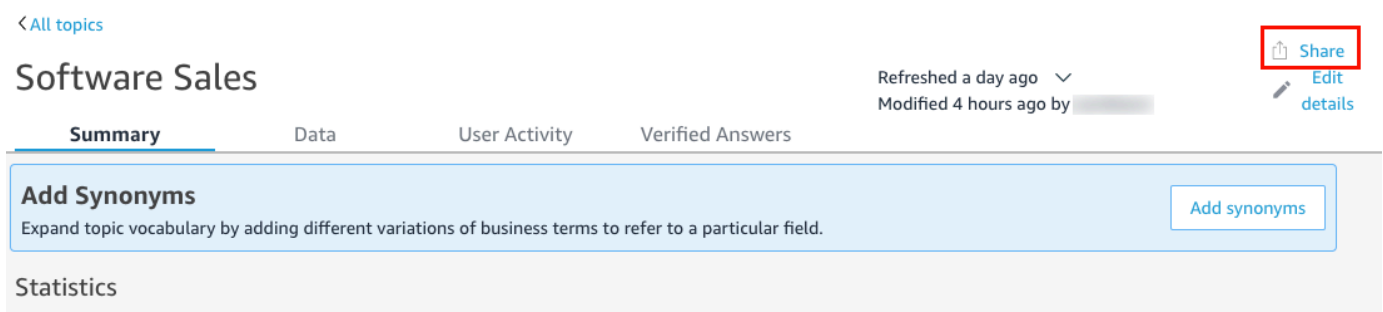 All topics
Share
Software Sales
Refreshed a day ago
Edit
details
Modified 4 hours ago by
Summary
Data
User Activity
Verified Answers
Add Synonyms
Expand topic vocabulary by adding different variations of business terms to refer to a particular field.
Add synonyms
Statistics